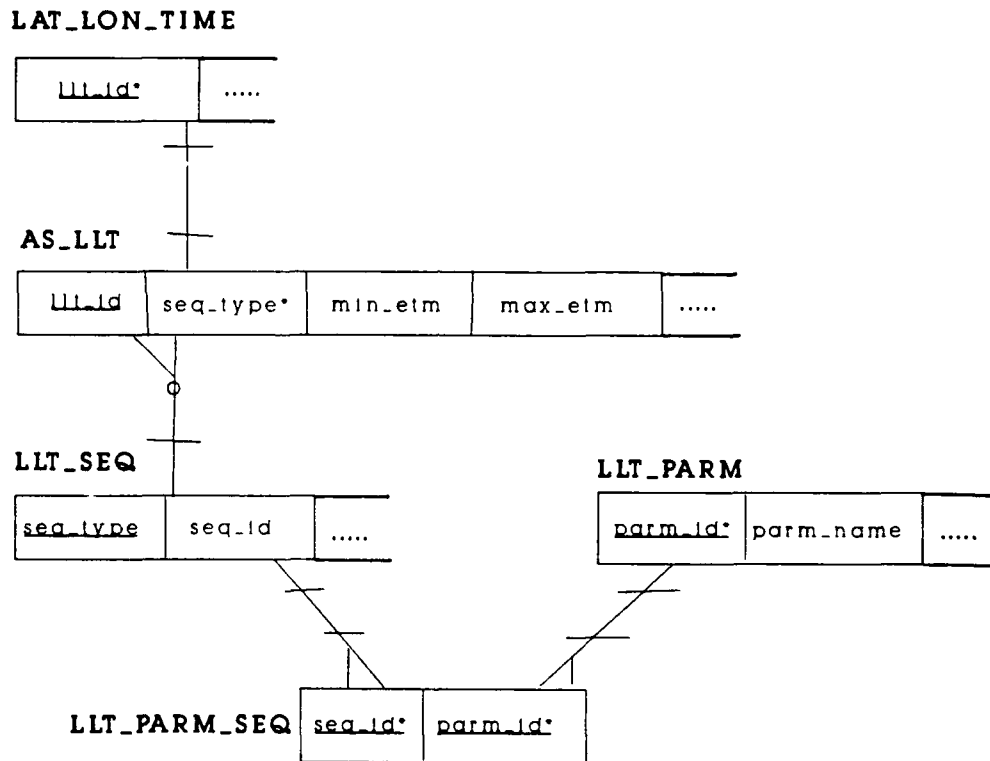 LAT_LON_TIME
llt_id* .....
AS_LLT
llt_id seq_type* min_etm max_etm .....
LLT_SEQ
LLT_PARM
seq_type seq_id ..... parm_id* parm_name .....
LLT_PARM_SEQ seq_id* parm_id*